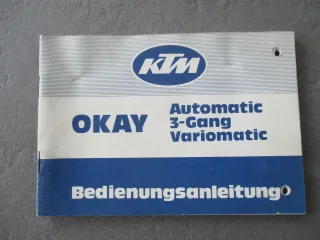 KTM
OKAY
Automatic
3-Gang
Variomatic
Bedienungsanleitung